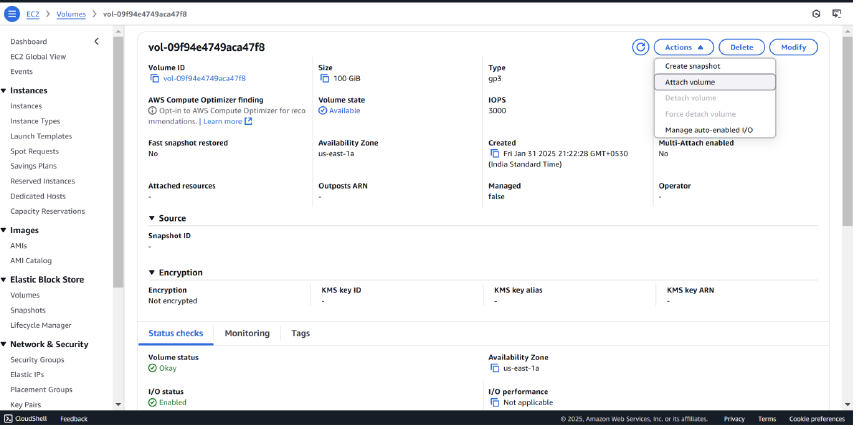 EC2 > Volumes > vol-09f94e4749aca47f8
Dashboard
EC2 Global View
Events
Instances
Instances
Instance Types
Launch Templates
Spot Requests
Savings Plans
Reserved Instances
Dedicated Hosts
Capacity Reservations
Images
AMIs
AMI Catalog
Elastic Block Store
Volumes
Snapshots
Lifecycle Manager
Network & Security
Security Groups
Elastic IPs
Placement Groups
Key Pairs
vol-09f94e4749aca47f8
Actions
Delete
Modify
Create snapshot
Attach volume
Detach volume
Force detach volume
Manage auto-enabled I/O
Volume ID
vol-09f94e4749aca47f8
Size
100 GiB
Type
gp3
AWS Compute Optimizer finding
Opt-in to AWS Compute Optimizer for reco
mmendations. | Learn more
Volume state
Available
IOPS
3000
Fast snapshot restored
No
Availability Zone
us-east-1a
Created
Fri Jan 31 2025 21:22:28 GMT+0530
(India Standard Time)
Multi-Attach enabled
No
Attached resources
-
Outposts ARN
-
Managed
false
Operator
-
Source
Snapshot ID
-
Encryption
Encryption
Not encrypted
KMS key ID
-
KMS key alias
-
KMS key ARN
-
Status checks
Monitoring
Tags
Volume status
Okay
Availability Zone
us-east-1a
I/O status
Enabled
I/O performance
Not applicable
CloudShell
Feedback
© 2025, Amazon Web Services, Inc. or its affiliates.
Privacy
Terms
Cookie preferences